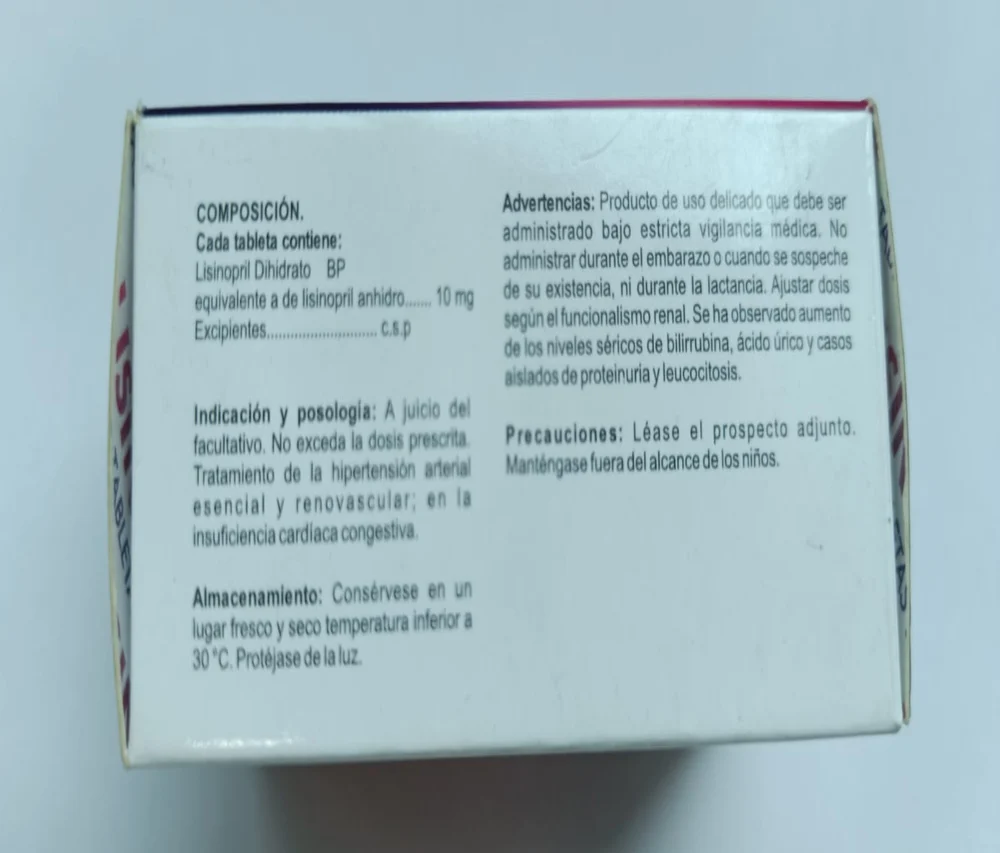 COMPOSICIÓN.
Cada tableta contiene:
Lisinopril Dihidrato BP
equivalente a de lisinopril anhidro....... 10 mg
Excipientes............................ c.s.p
Indicación y posología: A juicio del
facultativo. No exceda la dosis prescrita.
Tratamiento de la hipertensión arterial
esencial y renovascular; en la
insuficiencia cardíaca congestiva.
Almacenamiento: Consérvese en un
lugar fresco y seco temperatura inferior a
30 °C. Protéjase de la luz.
Advertencias: Producto de uso delicado que debe ser
administrado bajo estricta vigilancia médica. No
administrar durante el embarazo o cuando se sospeche
de su existencia, ni durante la lactancia. Ajustar dosis
según el funcionalismo renal. Se ha observado aumento
de los niveles séricos de bilirrubina, ácido úrico y casos
aislados de proteinuria y leucocitosis.
Precauciones: Léase el prospecto adjunto.
Manténgase fuera del alcance de los niños.